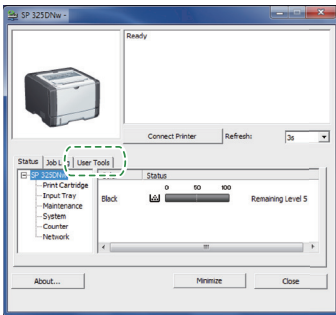 SP 325DNw -
Ready
Connect Printer
Refresh:
3s
Status
User Tools
SP 325DNw
Status
Print Cartridge
Input Tray
Maintenance
System
Counter
Network
Black
0 50 100
Remaining Level 5
About...
Minimize
Close